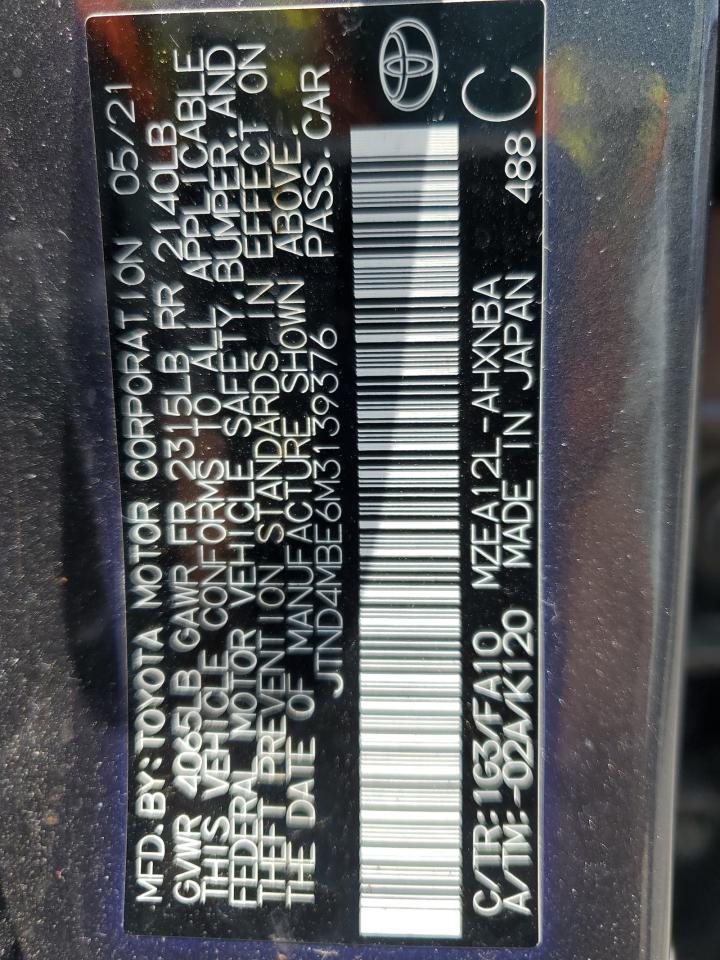 MFD.BY:TOYOTA MOTOR CORPORATION 05/21
GVWR 4065LB GAWR FR 2315LB RR 2140LB
THIS VEHICLE CONFORMS TO ALL APPLICABLE
FEDERAL MOTOR VEHICLE SAFETY,BUMPER,AND
THEFT PREVENTION STANDARDS IN EFFECT ON
THE DATE OF MANUFACTURE SHOWN ABOVE.
JTND4MBE6M3139376 PASS.CAR
C/TR:1G3/FA10 MZEA12L-AHXNBA
A/TM:-02A/K120 MADE IN JAPAN 488 C